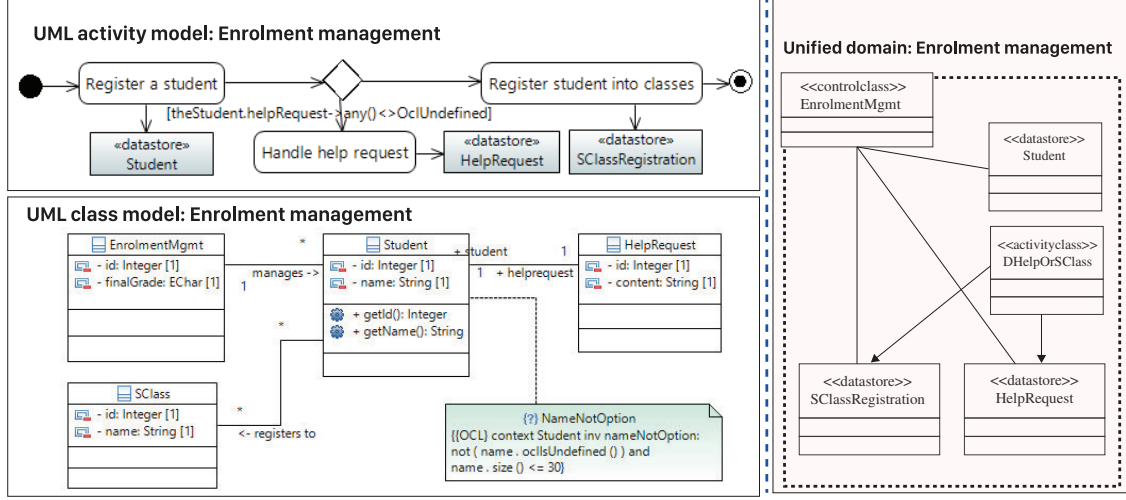 UML activity model: Enrolment management
Register a student
Register student into classes
[theStudent.helpRequest->any()<>OclUndefined]
«datastore»
Student
Handle help request
«datastore»
HelpRequest
«datastore»
SClassRegistration
UML class model: Enrolment management
EnrolmentMgmt
- id: Integer [1]
- finalGrade: EChar [1]
*
manages ->
1
Student
- id: Integer [1]
- name: String [1]
+ getId(): Integer
+ getName(): String
+ student
1
1
+ helprequest
HelpRequest
- id: Integer [1]
- content: String [1]
*
SClass
- id: Integer [1]
- name: String [1]
*
<- registers to
{?} NameNotOption
{{OCL} context Student inv nameNotOption:
not ( name . oclIsUndefined () ) and
name . size () <= 30}
Unified domain: Enrolment management
<<controlclass>>
EnrolmentMgmt
<<datastore>>
Student
<<activityclass>>
DHelpOrSClass
<<datastore>>
SClassRegistration
<<datastore>>
HelpRequest